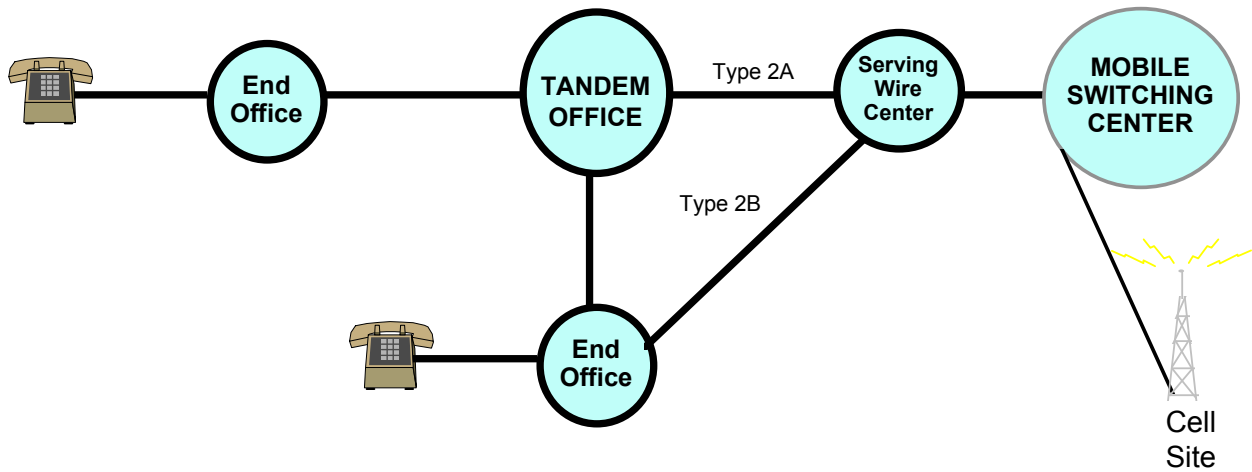 End
Office
TANDEM
OFFICE
Type 2A
Serving
Wire
Center
MOBILE
SWITCHING
CENTER
Type 2B
End
Office
Cell
Site